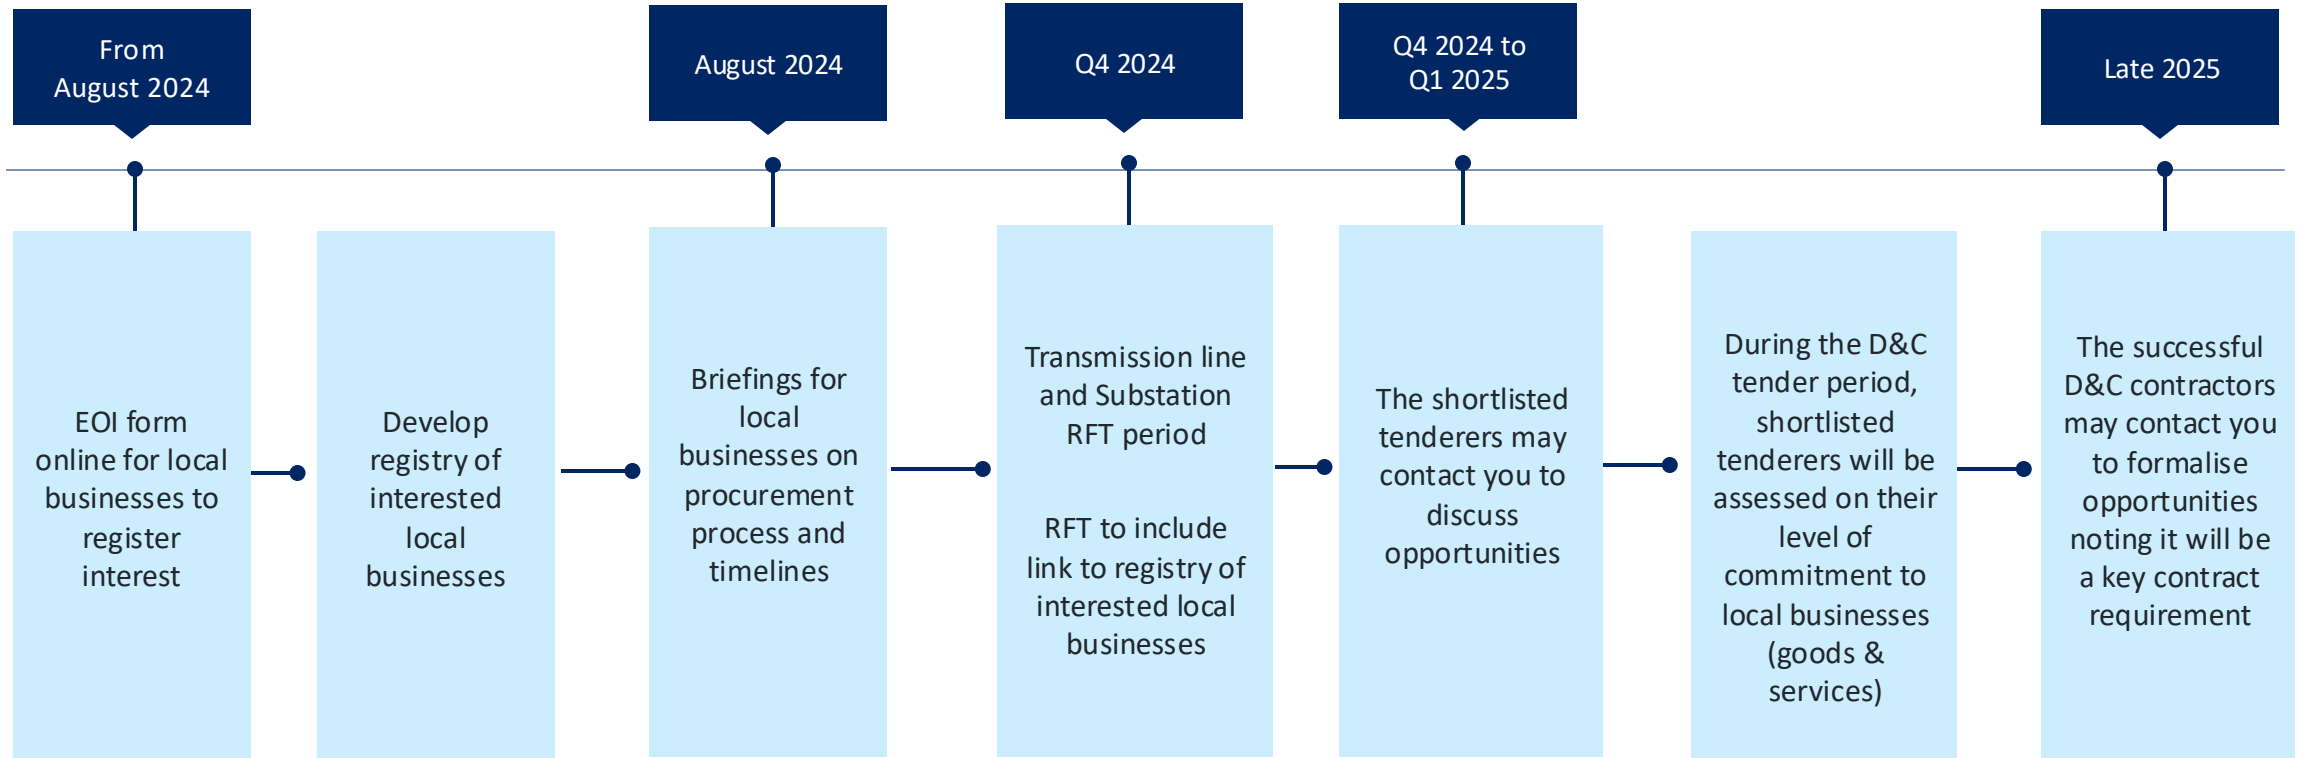 From
August 2024
August 2024
Q4 2024
Q4 2024 to
Q1 2025
Late 2025
EOI form
online for local
businesses to
register
interest
Develop
registry of
interested
local
businesses
Briefings for
local
businesses on
procurement
process and
timelines
Transmission line
and Substation
RFT period
RFT to include
link to registry of
interested local
businesses
The shortlisted
tenderers may
contact you to
discuss
opportunities
During the D&C
tender period,
shortlisted
tenderers will be
assessed on their
level of
commitment to
local businesses
(goods &
services)
The successful
D&C contractors
may contact you
to formalise
opportunities
noting it will be
a key contract
requirement